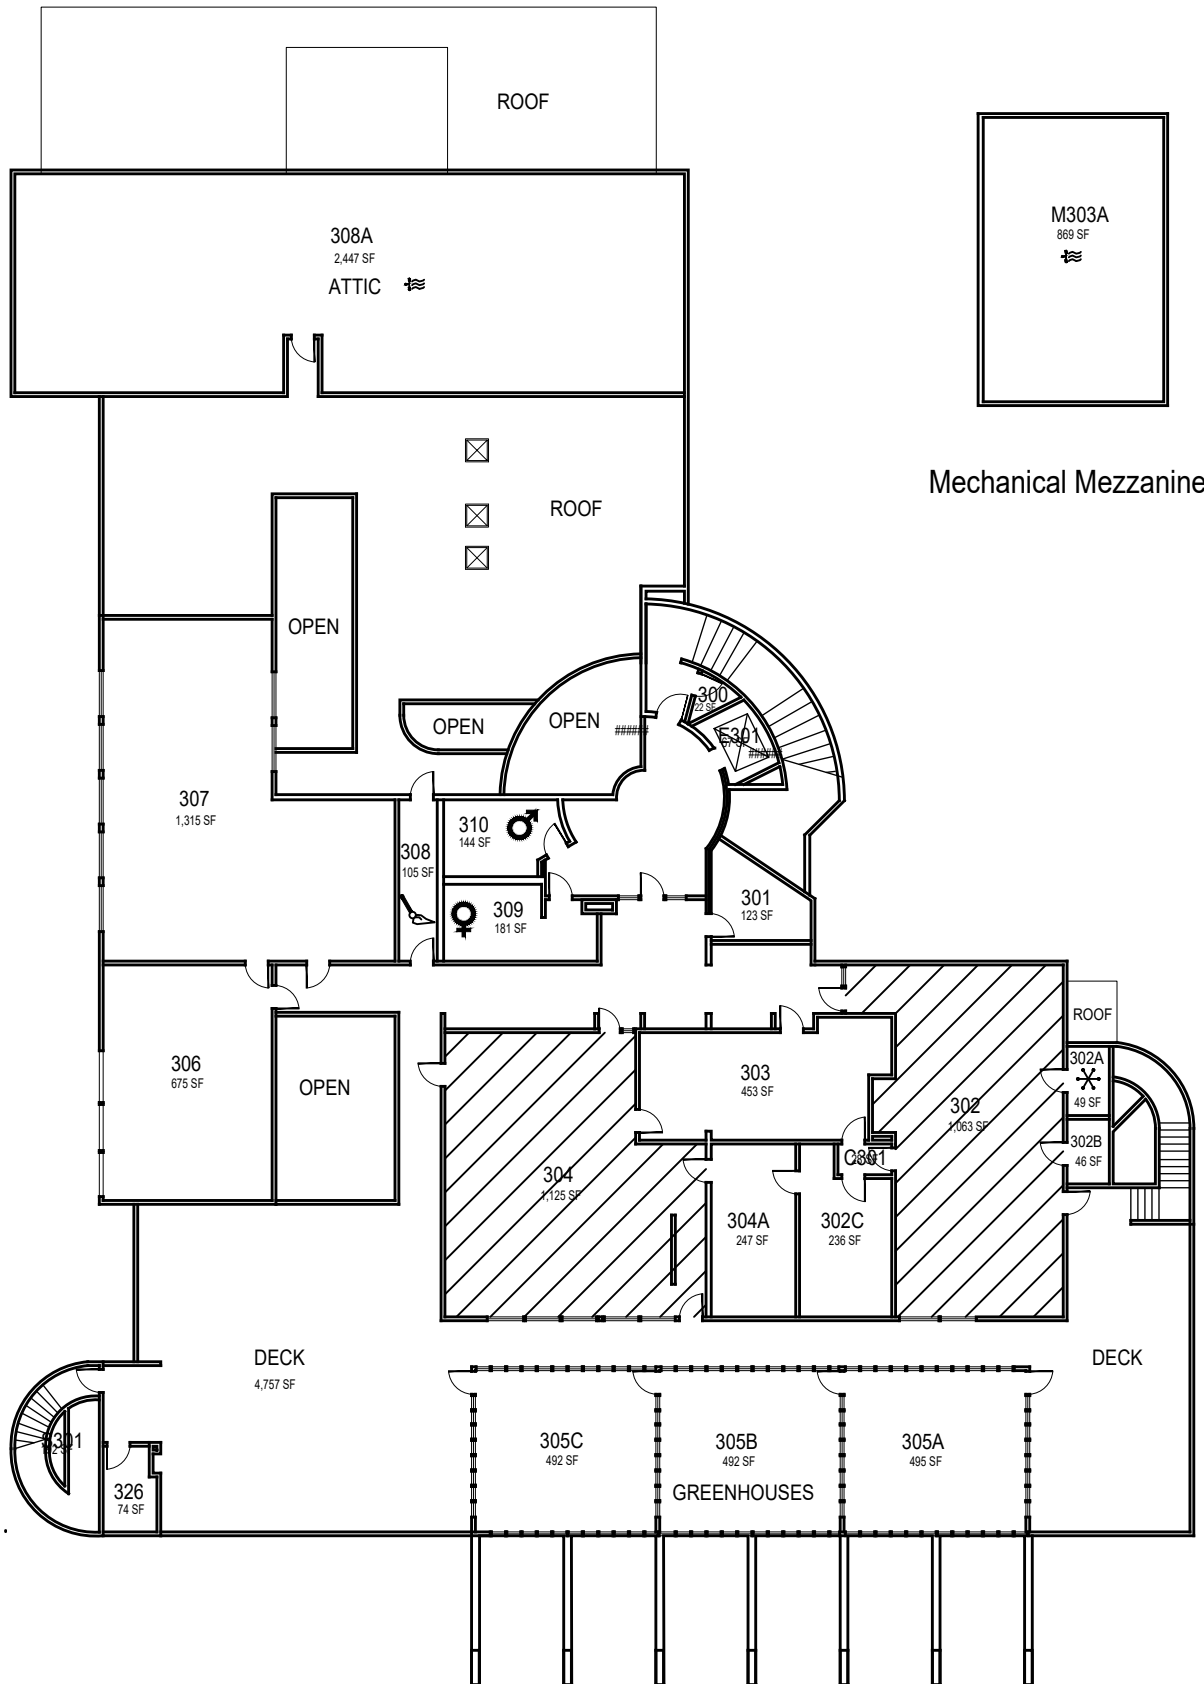 ROOF
M303A
869 SF
308A
2,447 SF
ATTIC
Mechanical Mezzanine
ROOF
OPEN
300
22 SF
OPEN
OPEN
######
E301
######
307
1,315 SF
310
144 SF
308
105 SF
301
123 SF
309
181 SF
ROOF
302A
49 SF
306
675 SF
OPEN
303
453 SF
302
1,063 SF
302B
46 SF
C301
304
1,125 SF
304A
247 SF
302C
236 SF
DECK
4,757 SF
DECK
305C
492 SF
305B
492 SF
305A
495 SF
GREENHOUSES
326
74 SF